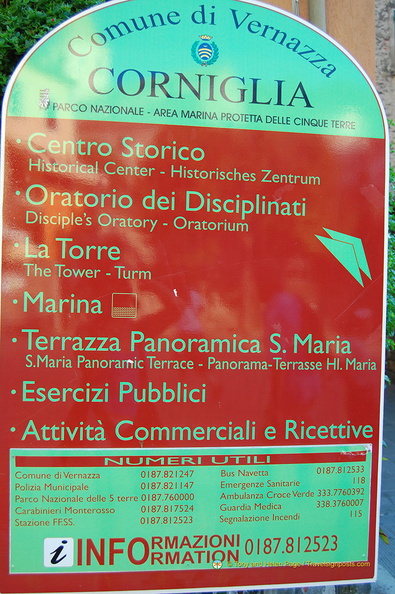 Comune di Vernazza
CORNIGLIA
PARCO NAZIONALE - AREA MARINA PROTETTA DELLE CINQUE TERRE
· Centro Storico
Historical Center - Historisches Zentrum
· Oratorio dei Disciplinati
Disciple's Oratory - Oratorium
· La Torre
The Tower - Turm
· Marina
· Terrazza Panoramica S. Maria
S.Maria Panoramic Terrace - Panorama-Terrasse Hl. Maria
· Esercizi Pubblici
· Attività Commerciali e Ricettive
NUMERI UTILI
Comune di Vernazza 0187.821247
Polizia Municipale 0187.821147
Parco Nazionale delle 5 terre 0187.760000
Carabinieri Monterosso 0187.817524
Stazione FF.SS. 0187.812523
Bus Navetta 0187.812533
Emergenze Sanitarie 118
Ambulanza Croce Verde 333.7760392
Guardia Medica 338.3760007
Segnalazione Incendi 115
i INFORMAZIONI
INFORMATION 0187.812523